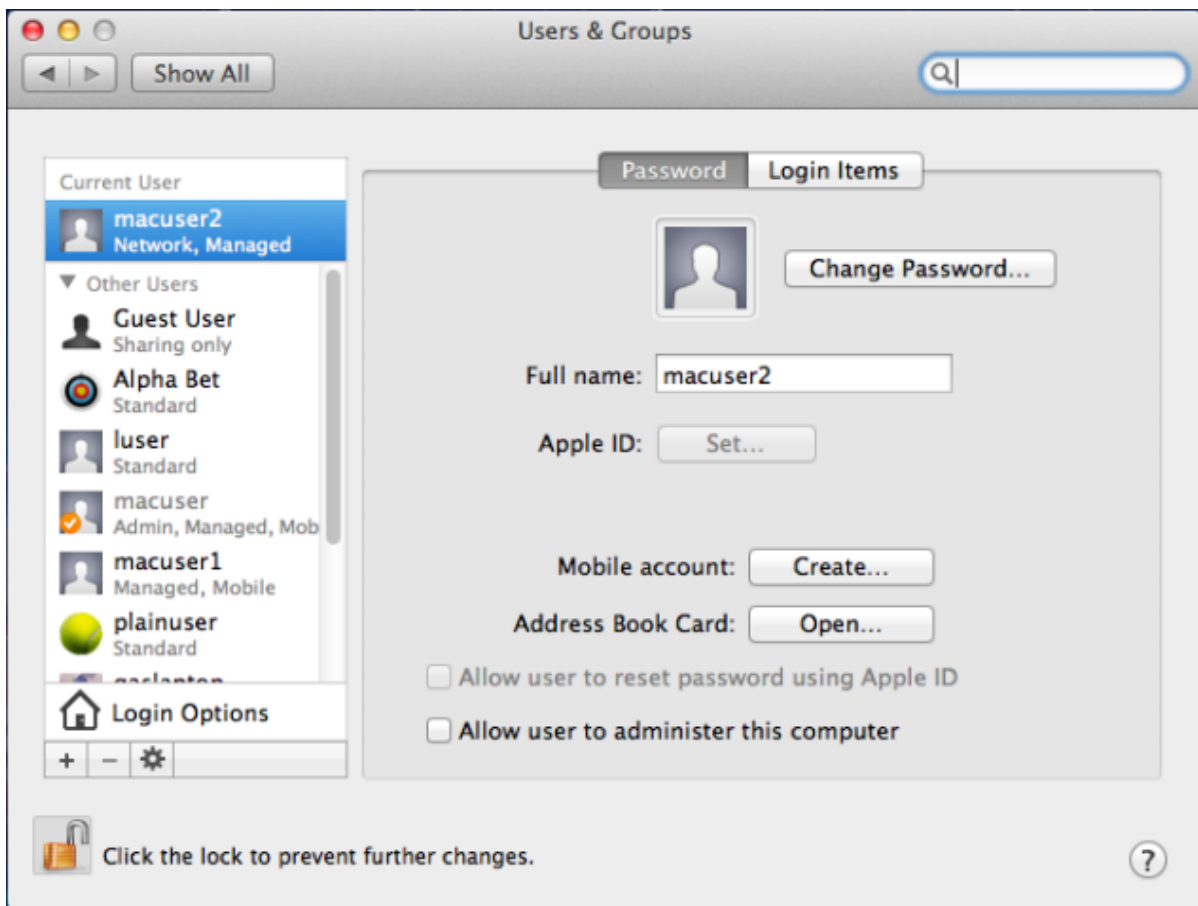 Users & Groups
Show All
Password
Login Items
Current User
macuser2
Network, Managed
Other Users
Guest User
Sharing only
Alpha Bet
Standard
luser
Standard
macuser
Admin, Managed, Mob
macuser1
Managed, Mobile
plainuser
Standard
Login Options
+ −
Change Password...
Full name: macuser2
Apple ID: Set...
Mobile account: Create...
Address Book Card: Open...
Allow user to reset password using Apple ID
Allow user to administer this computer
Click the lock to prevent further changes.
?